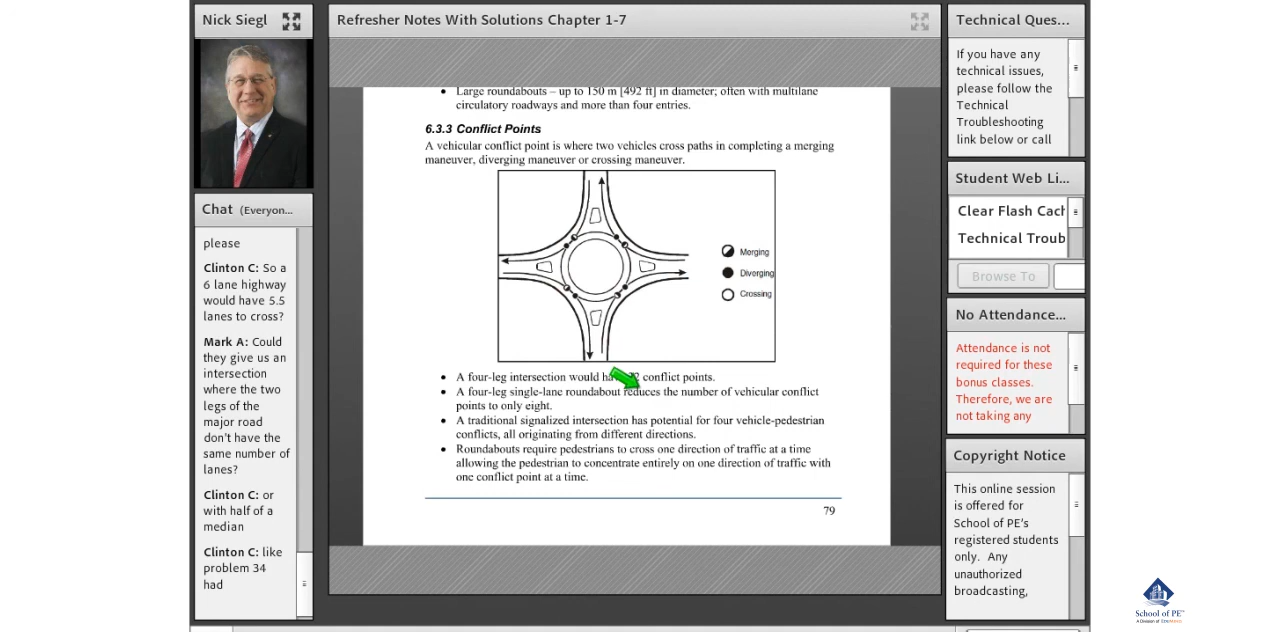 Nick Siegl
Refresher Notes With Solutions Chapter 1-7
Technical Ques...
If you have any
technical issues,
please follow the
Technical
Troubleshooting
link below or call
Large roundabouts – up to 150 m [492 ft] in diameter; often with multilane
circulatory roadways and more than four entries.
6.3.3 Conflict Points
A vehicular conflict point is where two vehicles cross paths in completing a merging
maneuver, diverging maneuver or crossing maneuver.
Merging
Diverging
Crossing
• A four-leg intersection would conflict points.
• A four-leg single-lane roundabout reduces the number of vehicular conflict
points to only eight.
• A traditional signalized intersection has potential for four vehicle-pedestrian
conflicts, all originating from different directions.
• Roundabouts require pedestrians to cross one direction of traffic at a time
allowing the pedestrian to concentrate entirely on one direction of traffic with
one conflict point at a time.
79
Chat (Everyon...
please
Clinton C: So a
6 lane highway
would have 5.5
lanes to cross?
Mark A: Could
they give us an
intersection
where the two
legs of the
major road
don't have the
same number of
lanes?
Clinton C: or
with half of a
median
Clinton C: like
problem 34
had
Student Web Li...
Clear Flash Cach
Technical Troub
Browse To
No Attendance...
Attendance is not
required for these
bonus classes.
Therefore, we are
not taking any
Copyright Notice
This online session
is offered for
School of PE's
registered students
only. Any
unauthorized
broadcasting,
School of PE